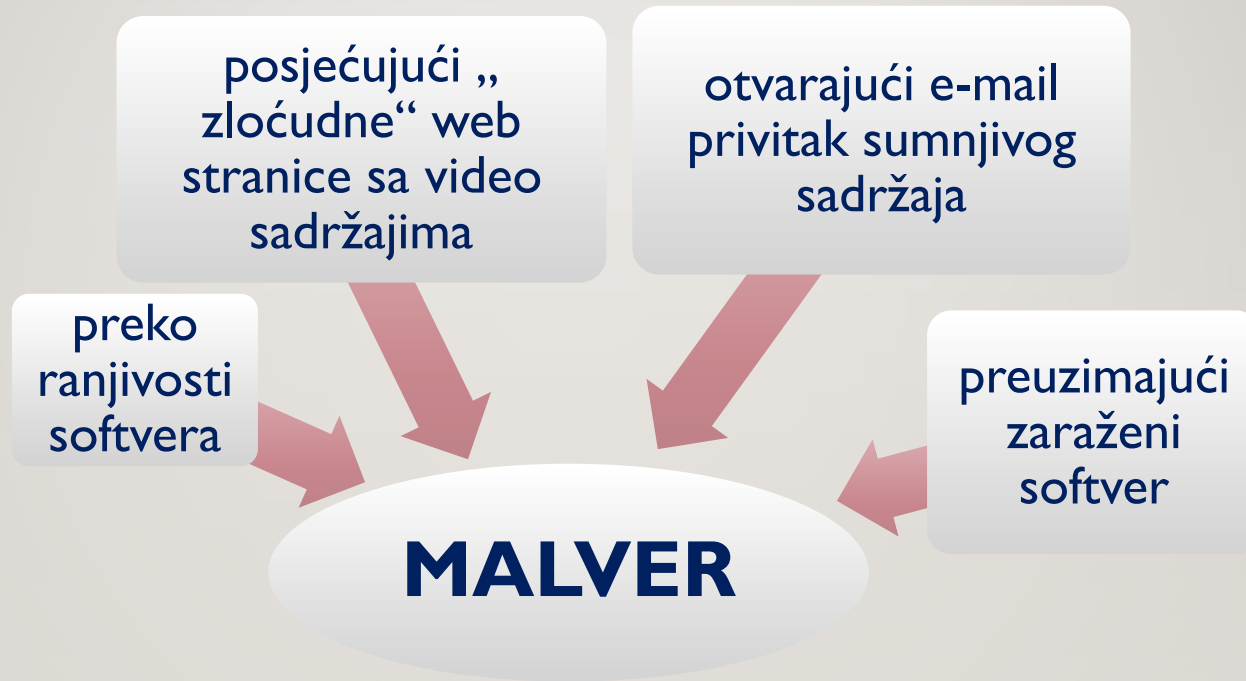 posjećujući „
zloćudne“ web
stranice sa video
sadržajima
otvarajući e-mail
privitak sumnjivog
sadržaja
preko
ranjivosti
softvera
preuzimajući
zaraženi
softver
MALVER